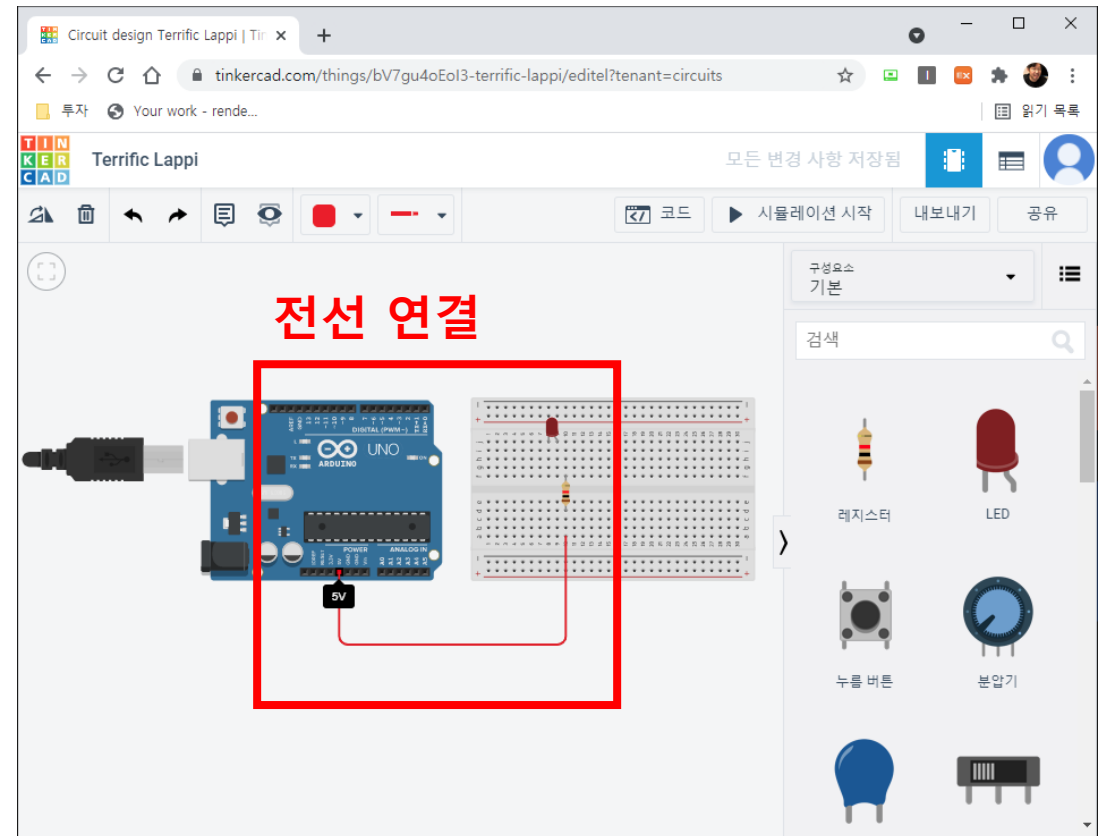 Circuit design Terrific Lappi | Tin
tinkercad.com/things/bV7gu4oEoI3-terrific-lappi/editel?tenant=circuits
투자
Your work - rende...
읽기 목록
TIN
KER
CAD
Terrific Lappi
모든 변경 사항 저장됨
코드
시뮬레이션 시작
내보내기
공유
구성요소
기본
검색
전선 연결
DIGITAL (PWM~)
UNO
ARDUINO
POWER
ANALOG IN
5V
레지스터
LED
누름 버튼
분압기